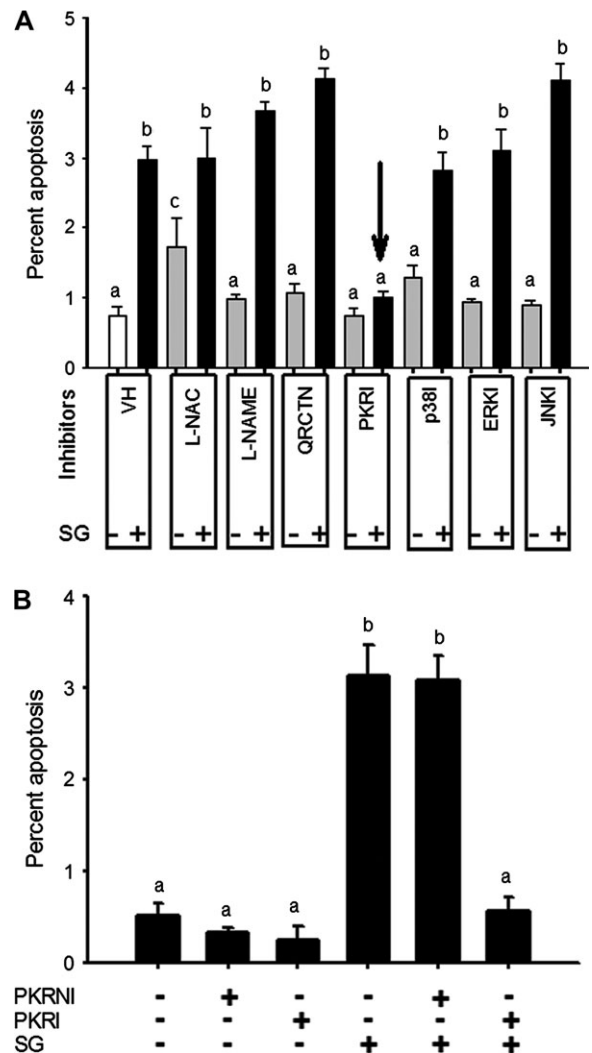 A
Percent apoptosis
5
4
3
2
1
0
a b c b a b a b a a a b a b a b
Inhibitors
VH L-NAC L-NAME QRCTN PKRI p38I ERKI JNKI
SG - + - + - + - + - + - + - + - +
B
Percent apoptosis
4
3
2
1
0
a a a b b a
PKRNI - + - - + -
PKRI - - + - - +
SG - - - + + +